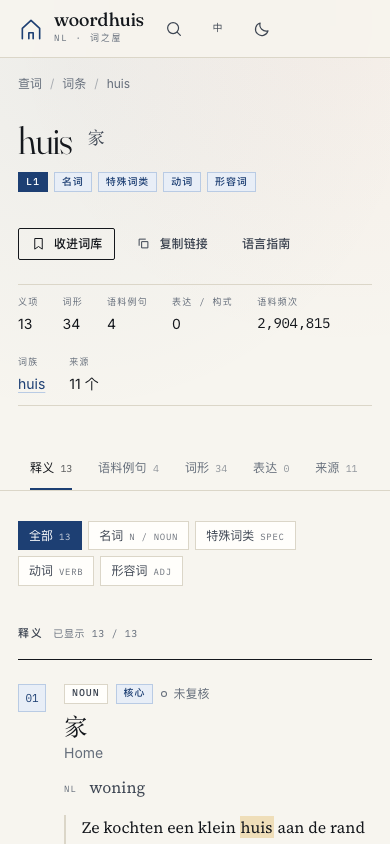 woordhuis
NL · 词之屋
中
查词 / 词条 / huis
huis 家
L1 名词 特殊词类 动词 形容词
收进词库 复制链接 语言指南
义项 词形 语料例句 表达 / 构式 语料频次
13 34 4 0 2,904,815
词族 来源
huis 11 个
释义 13 语料例句 4 词形 34 表达 0 来源 11
全部 13 名词 N / NOUN 特殊词类 SPEC
动词 VERB 形容词 ADJ
释义 已显示 13 / 13
01 NOUN 核心 未复核
家
Home
NL woning
Ze kochten een klein huis aan de rand